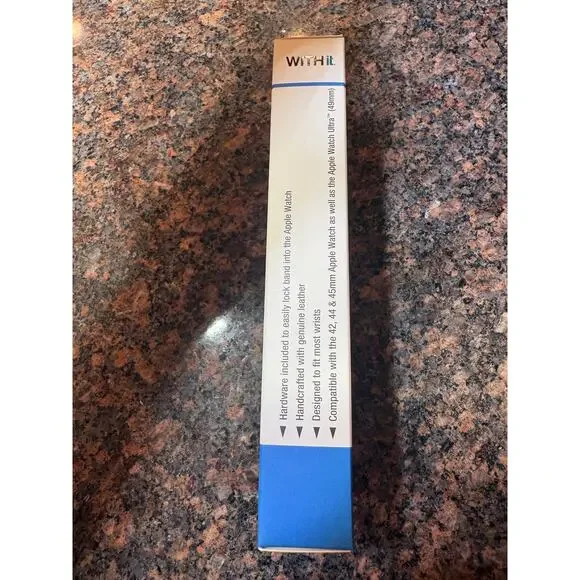 WITHit.
Hardware included to easily lock band into the Apple Watch
Handcrafted with genuine leather
Designed to fit most wrists
Compatible with the 42, 44 & 45mm Apple Watch as well as the Apple Watch Ultra™ (49mm)